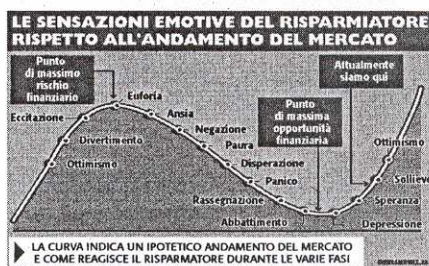 LE SENSAZIONI EMOTIVE DEL RISPARMIATORE
RISPETTO ALL'ANDAMENTO DEL MERCATO
Punto
di massimo
rischio
finanziario
Euforia
Eccitazione
Ansia
Divertimento
Negazione
Ottimismo
Paura
Disperazione
Panico
Rassegnazione
Abbattimento
Punto
di massima
opportunità
finanziaria
Attualmente
siamo qui
Ottimismo
Sollievo
Speranza
Depressione
LA CURVA INDICA UN IPOTETICO ANDAMENTO DEL MERCATO
E COME REAGISCE IL RISPARMATORE DURANTE LE VARIE FASI